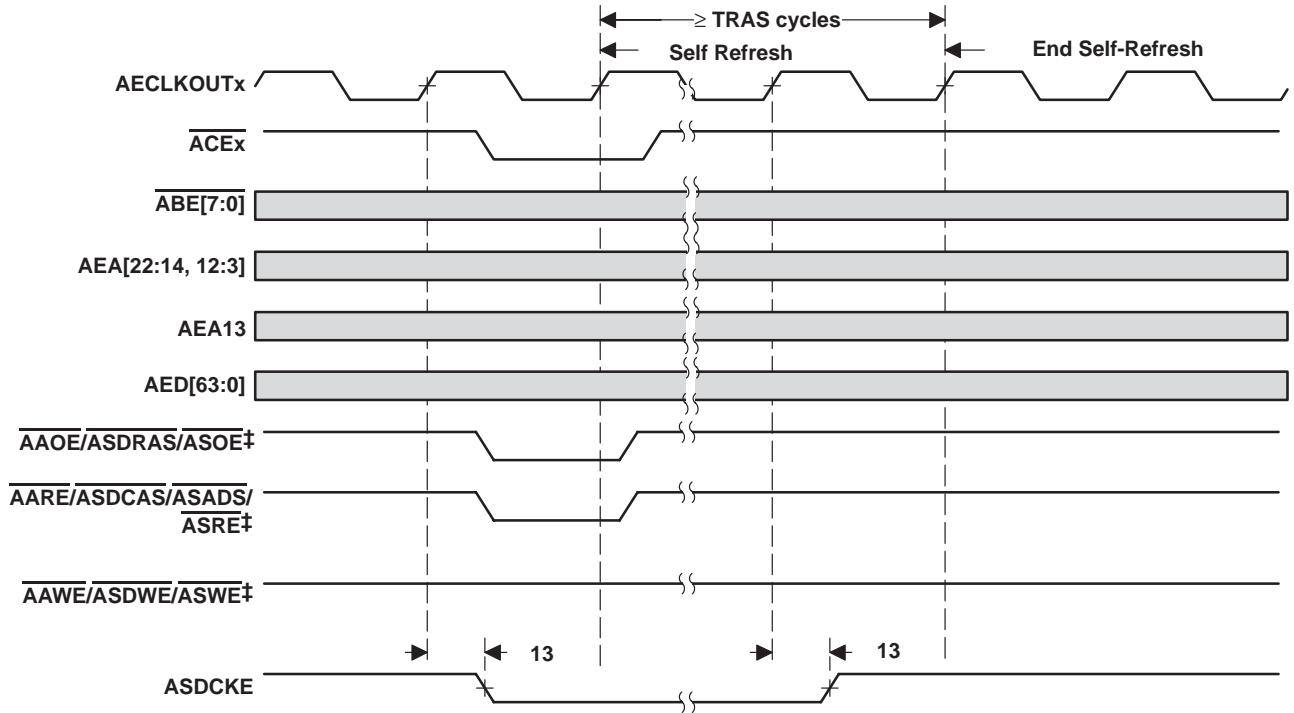 ≥ TRAS cycles
Self Refresh
End Self-Refresh
AECLKOUTx
ACEx
ABE[7:0]
AEA[22:14, 12:3]
AEA13
AED[63:0]
AAOE/ASDRAS/ASOE‡
AARE/ASDCAS/ASADS/
ASRE‡
AAWE/ASDWE/ASWE‡
13
13
ASDCKE